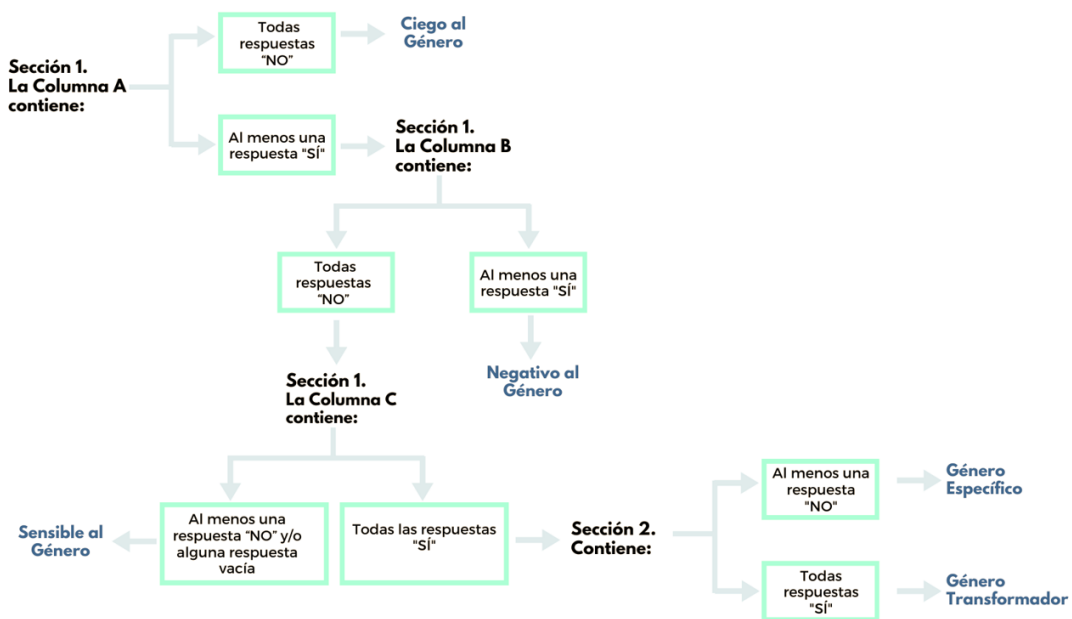 Sección 1.
La Columna A
contiene:
Todas
respuestas
“NO”
Ciego al
Género
Al menos una
respuesta "SÍ"
Sección 1.
La Columna B
contiene:
Todas
respuestas
“NO”
Al menos una
respuesta "SÍ"
Negativo al
Género
Sección 1.
La Columna C
contiene:
Sensible al
Género
Al menos una
respuesta “NO” y/o
alguna respuesta
vacía
Todas las respuestas
"SÍ"
Sección 2.
Contiene:
Al menos una
respuesta
"NO"
Género
Específico
Todas
respuestas
"SÍ"
Género
Transformador